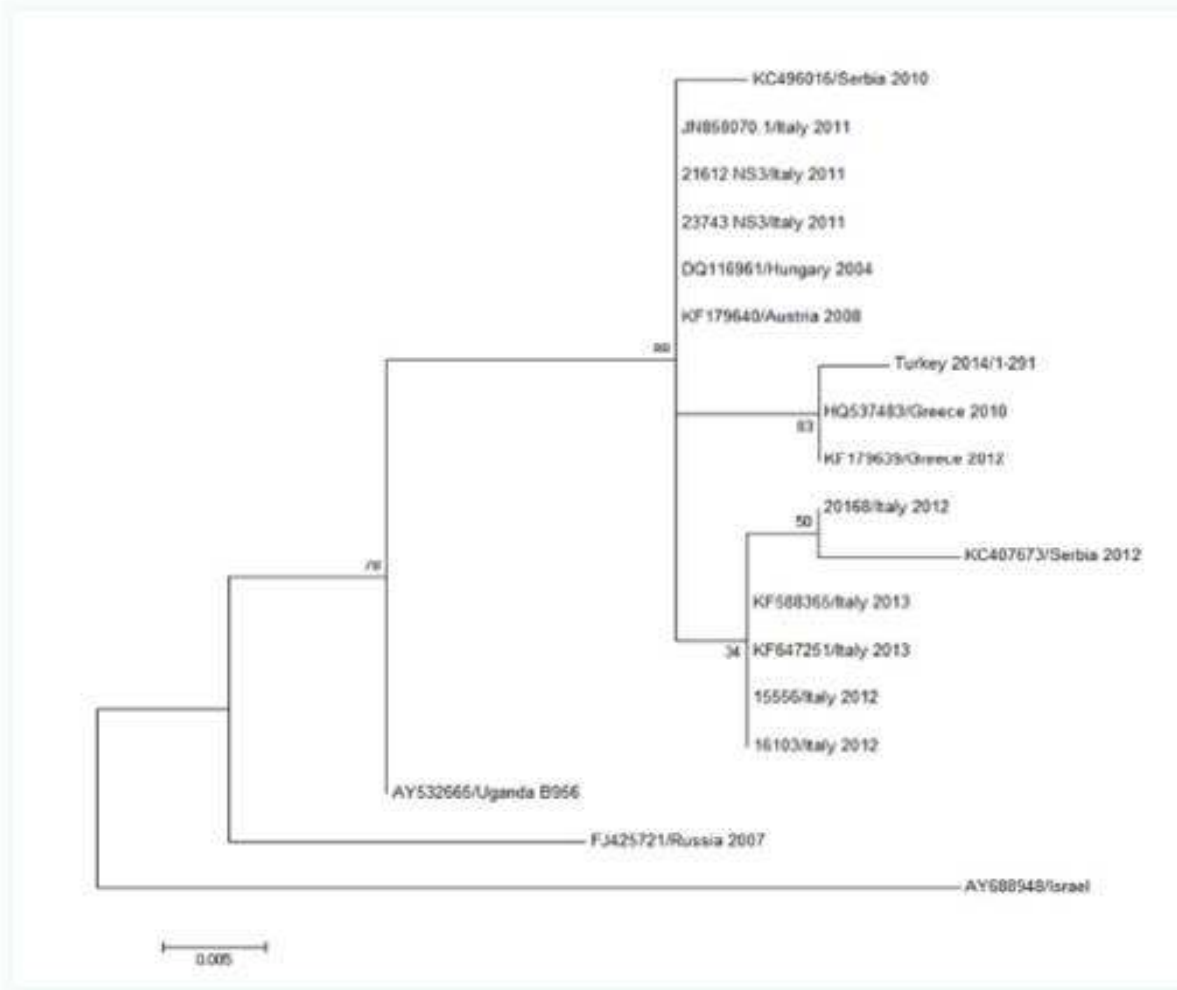 KC496016/Serbia 2010
JN858070.1/Italy 2011
21612 NS3/Italy 2011
23743 NS3/Italy 2011
DQ116961/Hungary 2004
KF179640/Austria 2008
Turkey 2014/1-291
HQ537483/Greece 2010
83
KF179639/Greece 2012
20168/Italy 2012
50
KC407673/Serbia 2012
KF588365/Italy 2013
34
KF647251/Italy 2013
15556/Italy 2012
16103/Italy 2012
AY532665/Uganda B956
FJ425721/Russia 2007
AY688948/Israel
0.005